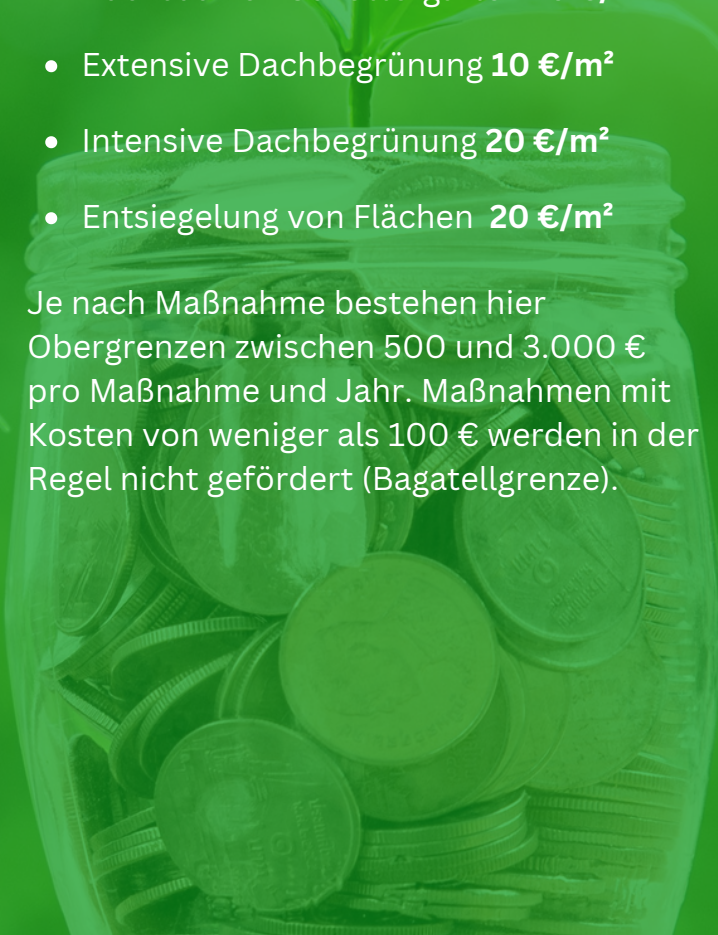 Extensive Dachbegrünung 10 €/m²
Intensive Dachbegrünung 20 €/m²
Entsiegelung von Flächen 20 €/m²
Je nach Maßnahme bestehen hier
Obergrenzen zwischen 500 und 3.000 €
pro Maßnahme und Jahr. Maßnahmen mit
Kosten von weniger als 100 € werden in der
Regel nicht gefördert (Bagatellgrenze).